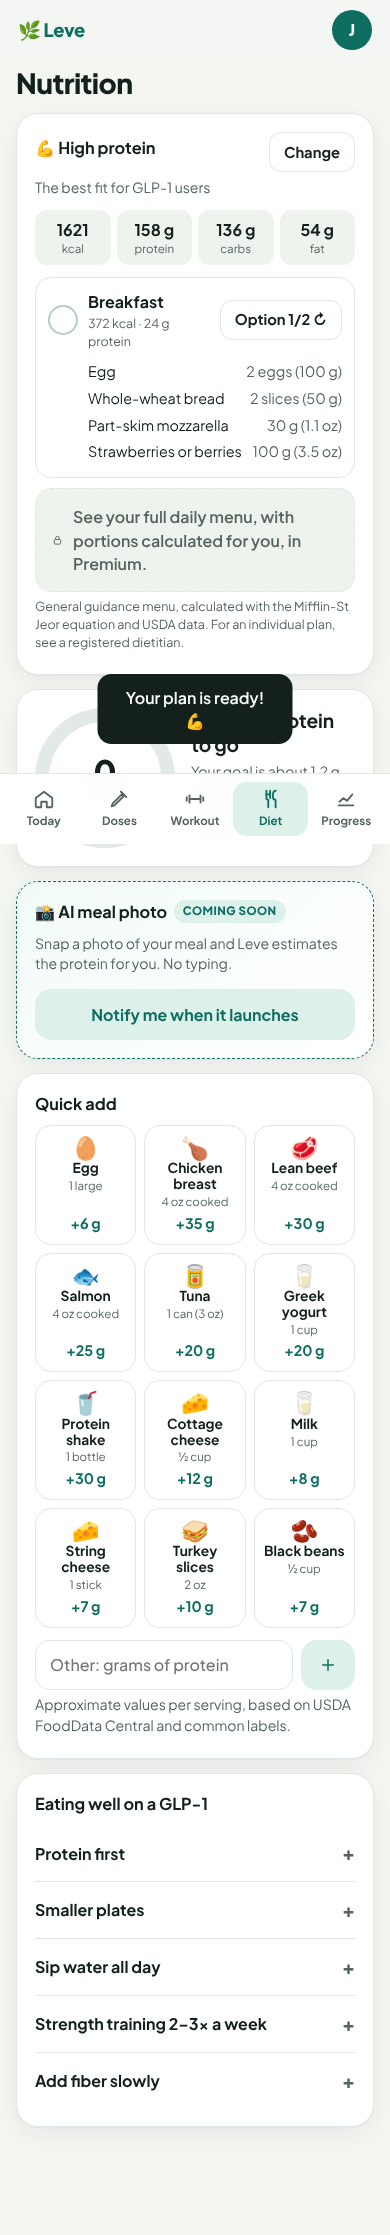 Leve
J
Nutrition
High protein
Change
The best fit for GLP-1 users
1621
kcal
158 g
protein
136 g
carbs
54 g
fat
Breakfast
372 kcal · 24 g
protein
Option 1/2 ↻
Egg 2 eggs (100 g)
Whole-wheat bread 2 slices (50 g)
Part-skim mozzarella 30 g (1.1 oz)
Strawberries or berries 100 g (3.5 oz)
See your full daily menu, with
portions calculated for you, in
Premium.
General guidance menu, calculated with the Mifflin-St
Jeor equation and USDA data. For an individual plan,
see a registered dietitian.
Your plan is ready!
to go
Your goal is about 1.2 g
Today
Doses
Workout
Diet
Progress
AI meal photo COMING SOON
Snap a photo of your meal and Leve estimates
the protein for you. No typing.
Notify me when it launches
Quick add
Egg
1 large
+6 g
Chicken
breast
4 oz cooked
+35 g
Lean beef
4 oz cooked
+30 g
Salmon
4 oz cooked
+25 g
Tuna
1 can (3 oz)
+20 g
Greek
yogurt
1 cup
+20 g
Protein
shake
1 bottle
+30 g
Cottage
cheese
½ cup
+12 g
Milk
1 cup
+8 g
String
cheese
1 stick
+7 g
Turkey
slices
2 oz
+10 g
Black beans
½ cup
+7 g
Other: grams of protein
+
Approximate values per serving, based on USDA
FoodData Central and common labels.
Eating well on a GLP-1
Protein first +
Smaller plates +
Sip water all day +
Strength training 2–3× a week +
Add fiber slowly +